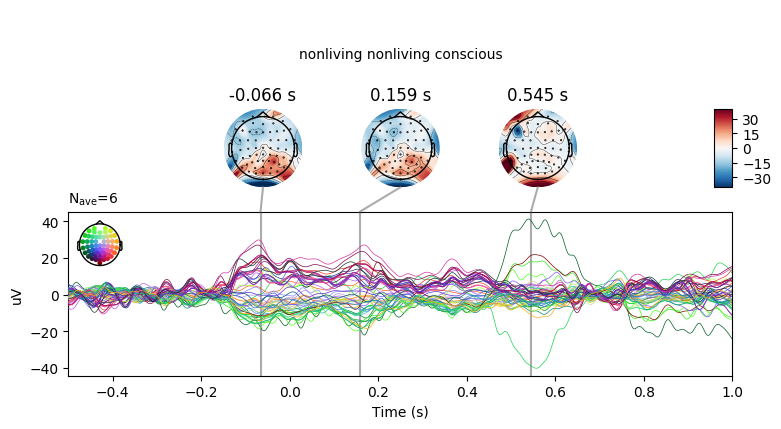 nonliving nonliving conscious
-0.066 s 0.159 s 0.545 s
30
15
0
−15
−30
Nave=6
40
20
0
−20
−40
uV
−0.4 −0.2 0.0 0.2 0.4 0.6 0.8 1.0
Time (s)